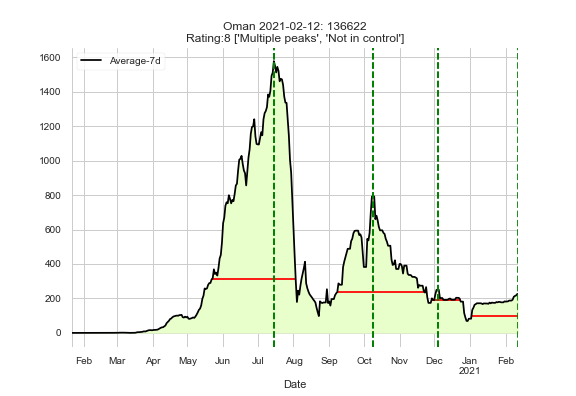 Oman 2021-02-12: 136622
Rating:8 ['Multiple peaks', 'Not in control']
Average-7d
1600
1400
1200
1000
800
600
400
200
0
Feb Mar Apr May Jun Jul Aug Sep Oct Nov Dec Jan Feb
2021
Date